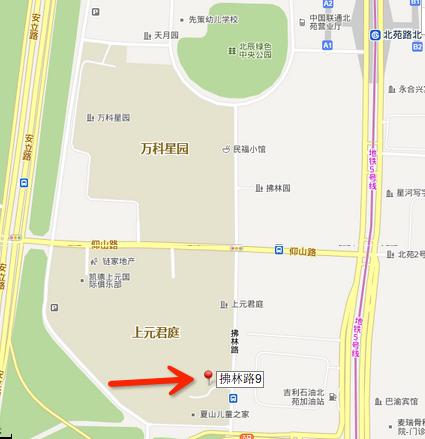 安立路
先策幼儿学校
天月园
北辰绿色
中央公园
中国联通北
苑营业厅
A2
A1
B2
B1
北苑路北
永合兴
万科星园
万科星园
民福小馆
拂林园
地铁5号线
星河写字
安立路
仰山路
仰山路
北苑2号
链家地产
凯德上元国
际俱乐部
安立路
上元君庭
上元君庭
拂林路
地铁5号线
拂林路9
吉利石油北
苑加油站
巴渝宾馆
夏山儿童之家
麦瑞骨科
院-门诊